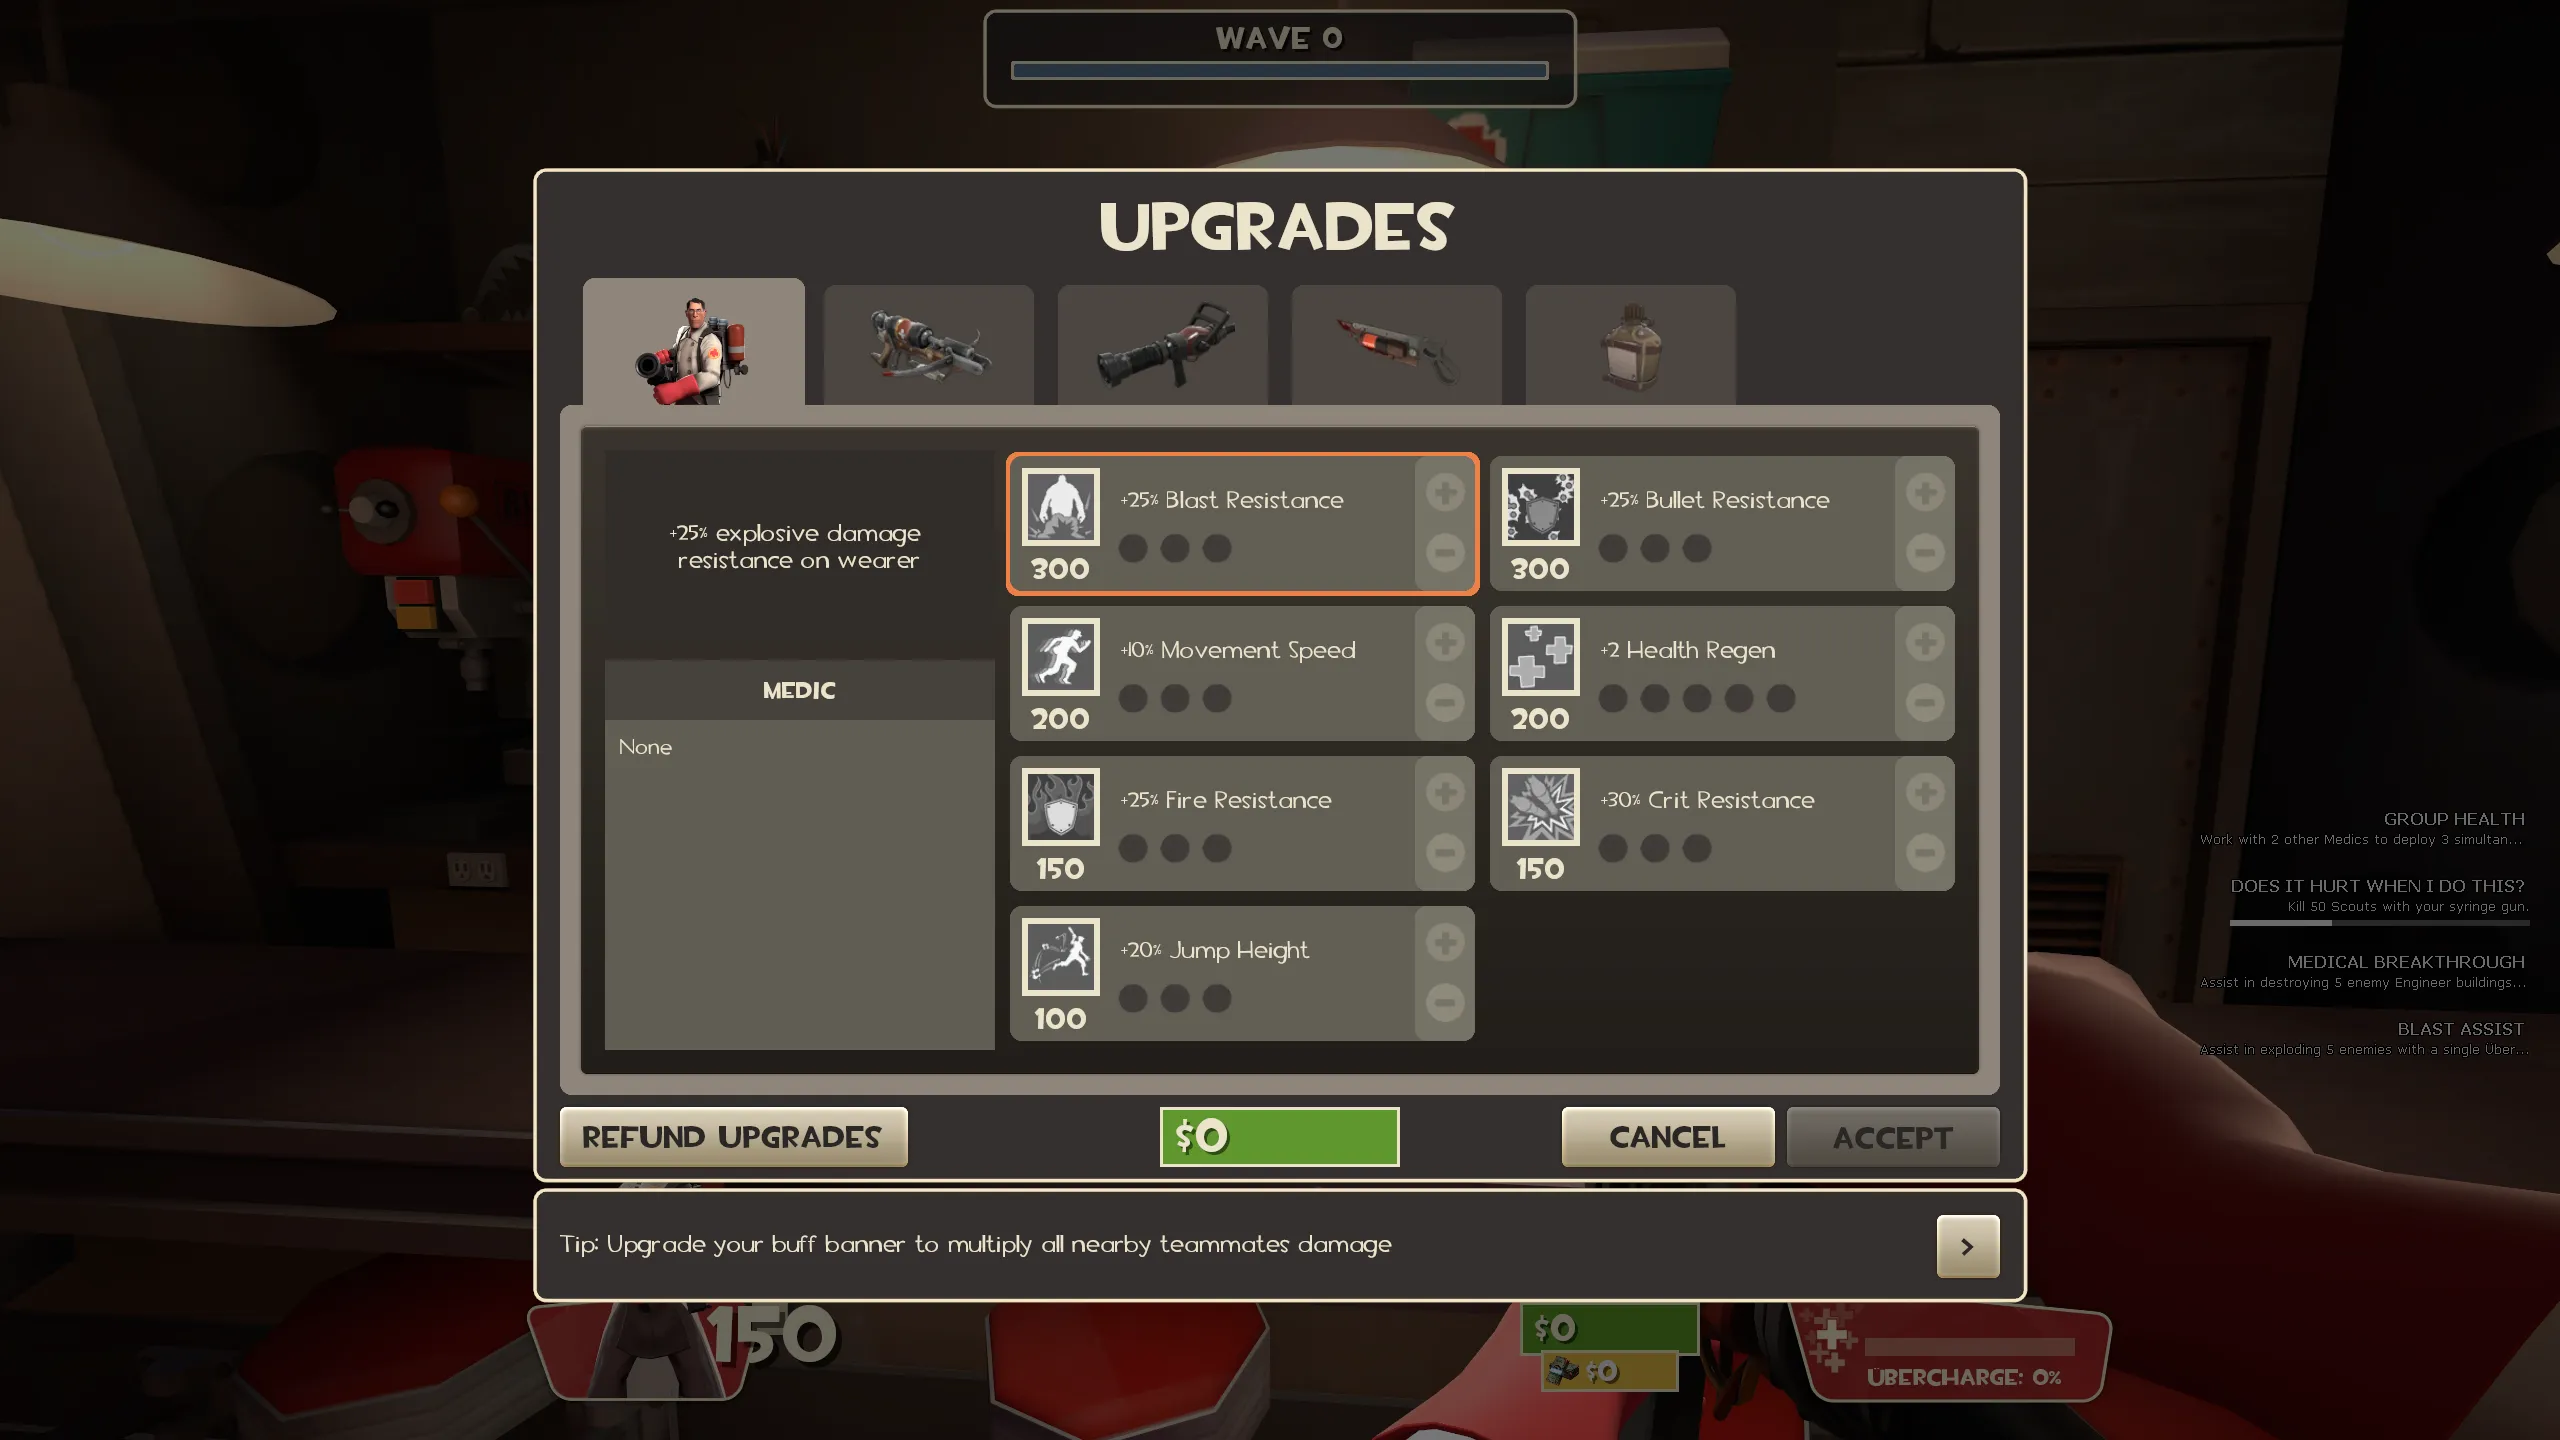 WAVE 0
UPGRADES
+25% explosive damage
resistance on wearer
MEDIC
None
+25% Blast Resistance
300
+25% Bullet Resistance
300
+10% Movement Speed
200
+2 Health Regen
200
+25% Fire Resistance
150
+30% Crit Resistance
150
+20% Jump Height
100
REFUND UPGRADES
$0
CANCEL
ACCEPT
Tip: Upgrade your buff banner to multiply all nearby teammates damage
>
GROUP HEALTH
Work with 2 other Medics to deploy 3 simultan...
DOES IT HURT WHEN I DO THIS?
Kill 50 Scouts with your syringe gun.
MEDICAL BREAKTHROUGH
Assist in destroying 5 enemy Engineer buildings...
BLAST ASSIST
Assist in exploding 5 enemies with a single Über...
150
$0
$0
ÜBERCHARGE: 0%